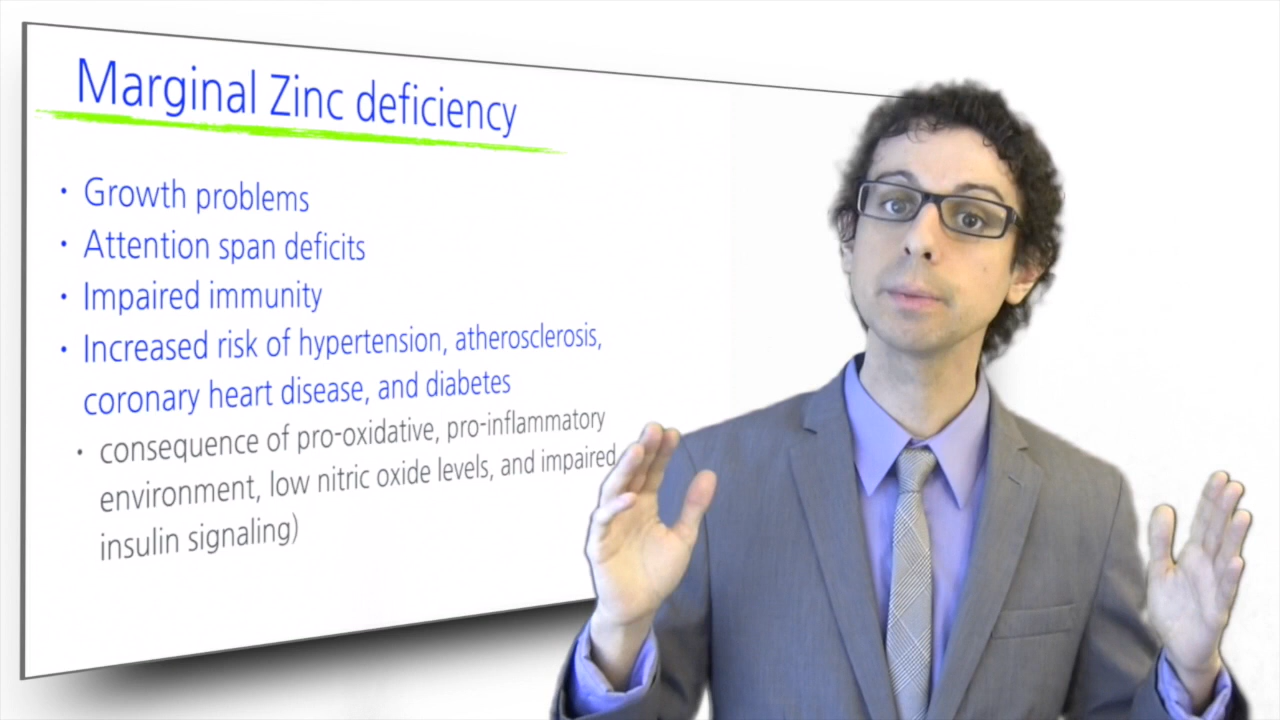 Marginal Zinc deficiency
• Growth problems
• Attention span deficits
• Impaired immunity
• Increased risk of hypertension, atherosclerosis,
coronary heart disease, and diabetes
• consequence of pro-oxidative, pro-inflammatory
environment, low nitric oxide levels, and impaired
insulin signaling)